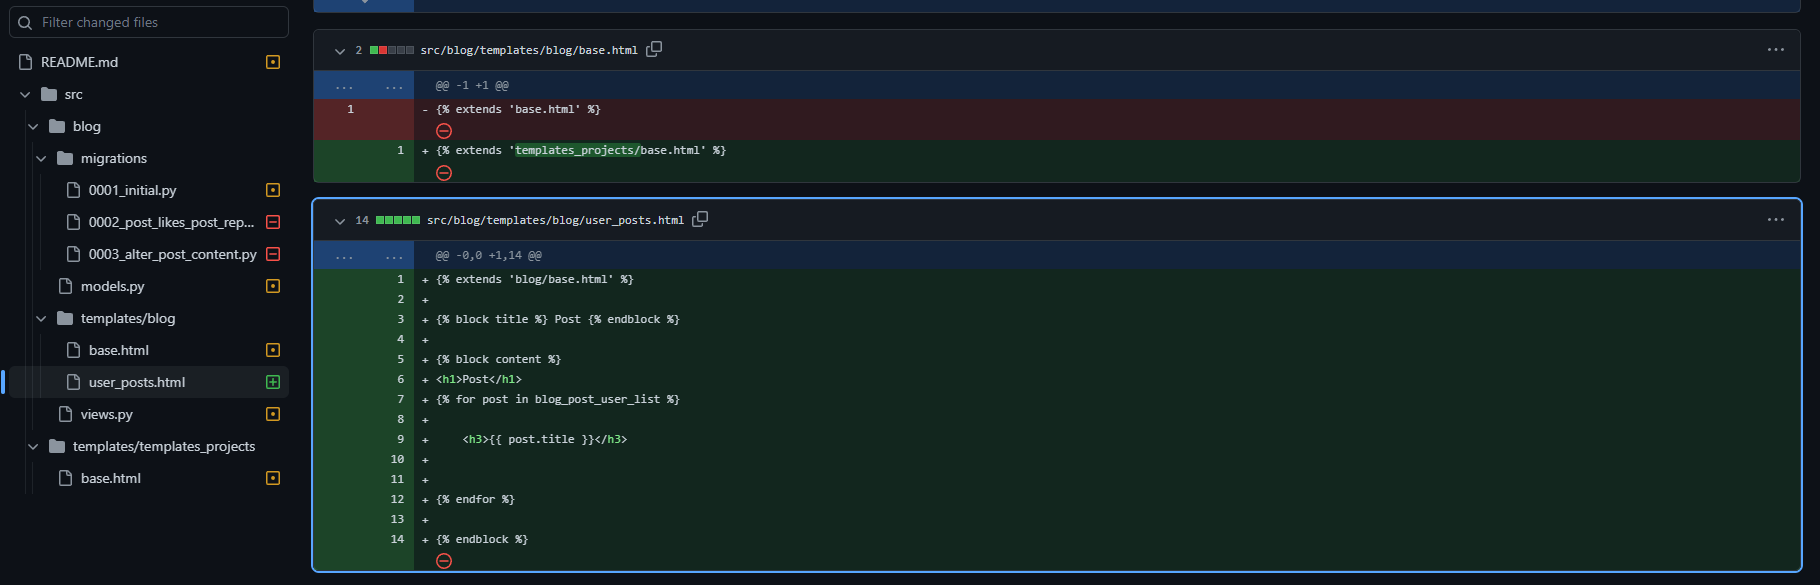 Filter changed files
README.md
src
blog
migrations
0001_initial.py
0002_post_likes_post_rep...
0003_alter_post_content.py
models.py
templates/blog
base.html
user_posts.html
views.py
templates/templates_projects
base.html
2 src/blog/templates/blog/base.html
... ... @@ -1 +1 @@
1 - {% extends 'base.html' %}
1 + {% extends 'templates_projects/base.html' %}
14 src/blog/templates/blog/user_posts.html
... ... @@ -0,0 +1,14 @@
1 + {% extends 'blog/base.html' %}
2 +
3 + {% block title %} Post {% endblock %}
4 +
5 + {% block content %}
6 + <h1>Post</h1>
7 + {% for post in blog_post_user_list %}
8 +
9 + <h3>{{ post.title }}</h3>
10 +
11 +
12 + {% endfor %}
13 +
14 + {% endblock %}